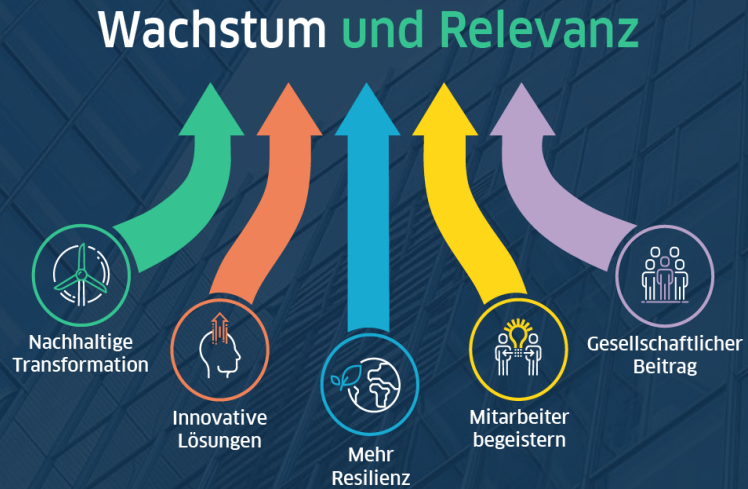 Wachstum und Relevanz
Nachhaltige
Transformation
Innovative
Lösungen
Mehr
Resilienz
Mitarbeiter
begeistern
Gesellschaftlicher
Beitrag